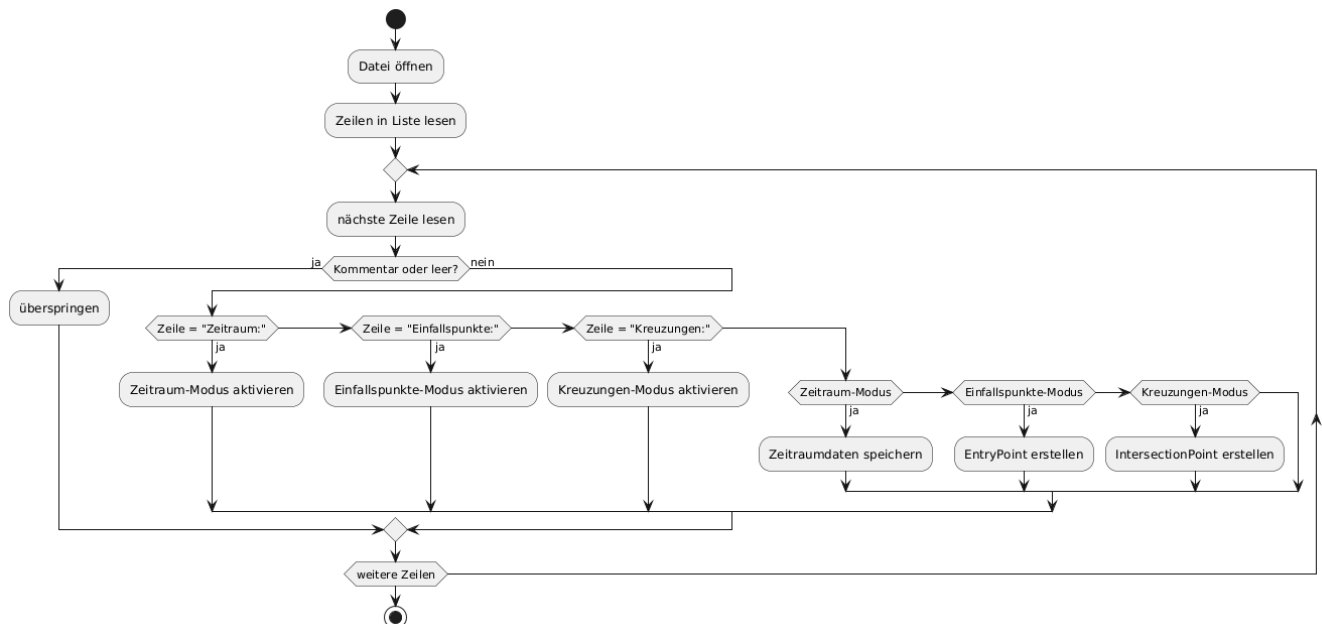 Datei öffnen
Zeilen in Liste lesen
nächste Zeile lesen
ja
Kommentar oder leer?
nein
überspringen
Zeile = "Zeitraum:"
Zeile = "Einfallspunkte:"
Zeile = "Kreuzungen:"
ja
ja
ja
Zeitraum-Modus aktivieren
Einfallspunkte-Modus aktivieren
Kreuzungen-Modus aktivieren
Zeitraum-Modus
Einfallspunkte-Modus
Kreuzungen-Modus
ja
ja
ja
Zeitraumdaten speichern
EntryPoint erstellen
IntersectionPoint erstellen
weitere Zeilen